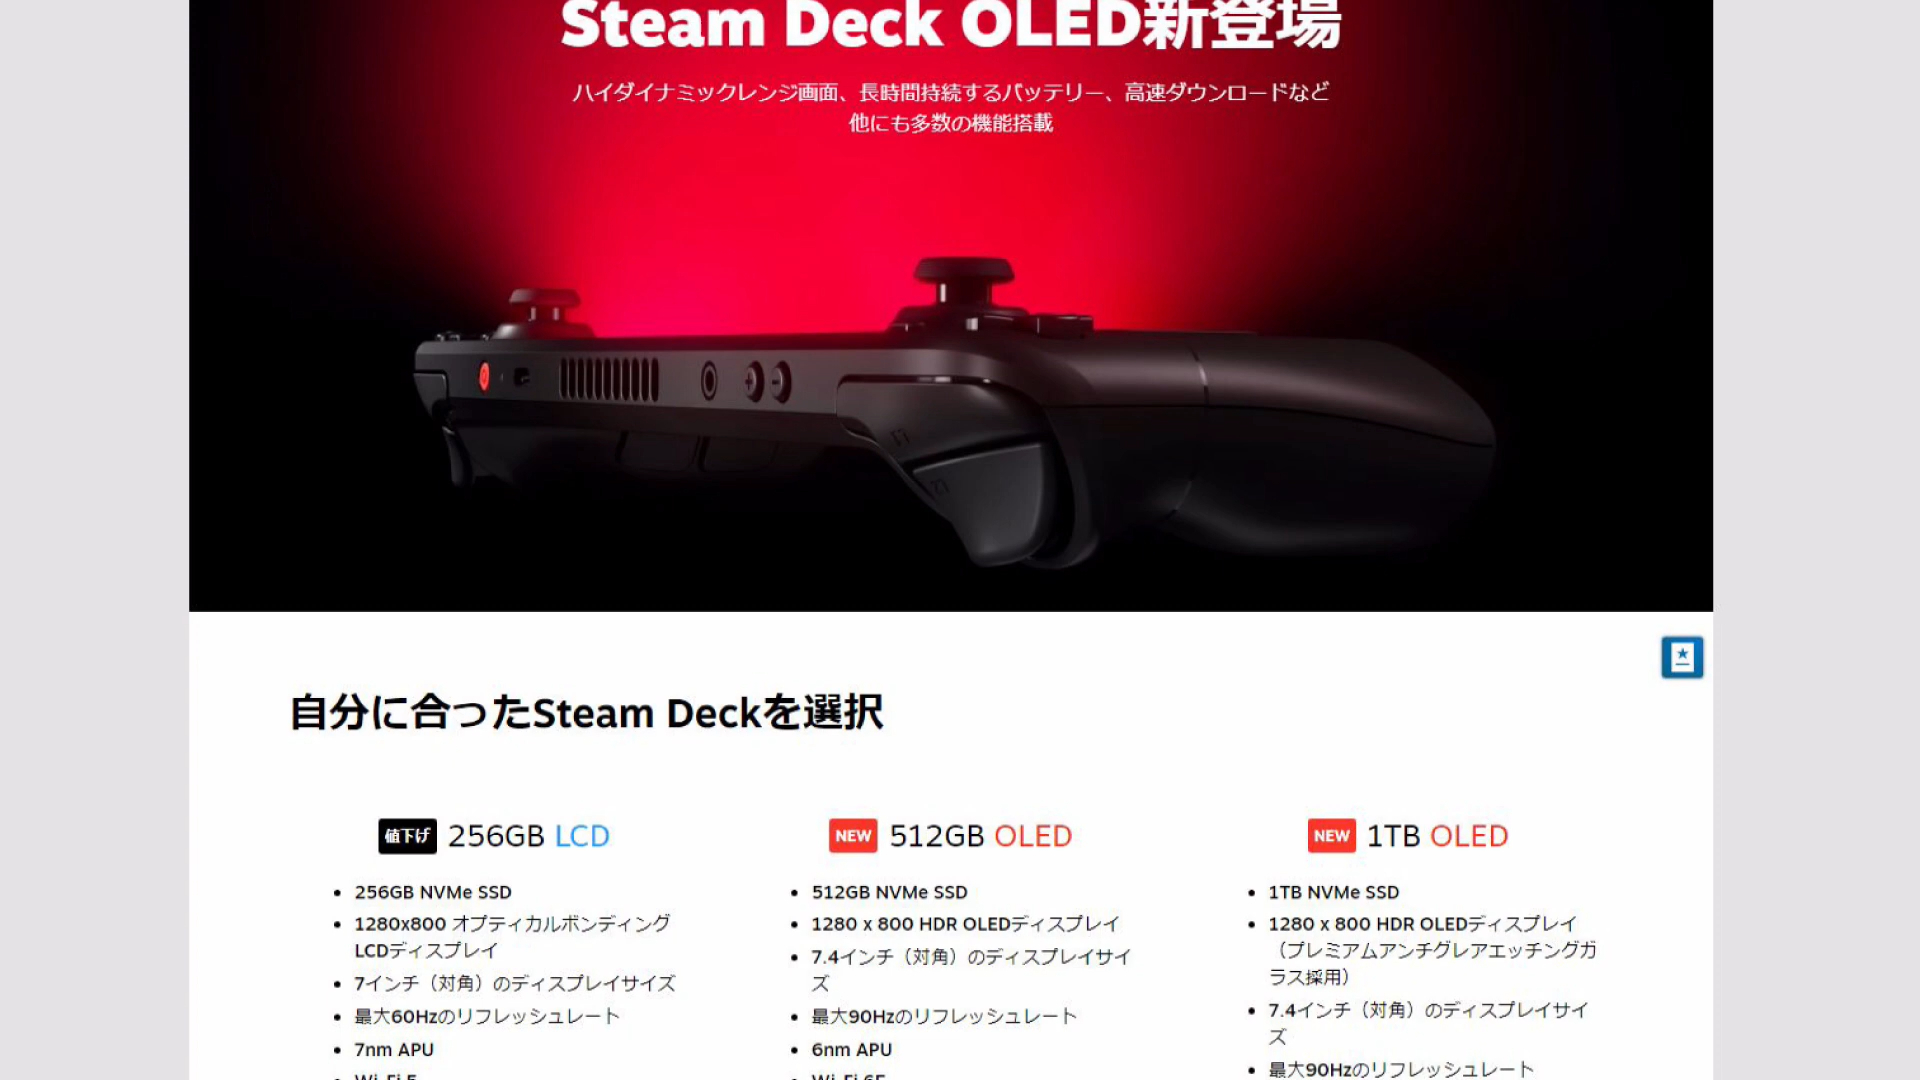 Steam Deck OLED新登場
ハイダイナミックレンジ画面、長時間持続するバッテリー、高速ダウンロードなど
他にも多数の機能搭載
L1
L2
自分に合ったSteam Deckを選択
値下げ 256GB LCD
• 256GB NVMe SSD
• 1280x800 オプティカルボンディング
LCDディスプレイ
• 7インチ（対角）のディスプレイサイズ
• 最大60Hzのリフレッシュレート
• 7nm APU
• Wi-Fi 5
NEW 512GB OLED
• 512GB NVMe SSD
• 1280 x 800 HDR OLEDディスプレイ
• 7.4インチ（対角）のディスプレイサイ
ズ
• 最大90Hzのリフレッシュレート
• 6nm APU
• Wi-Fi 6E
NEW 1TB OLED
• 1TB NVMe SSD
• 1280 x 800 HDR OLEDディスプレイ
（プレミアムアンチグレアエッチングガ
ラス採用）
• 7.4インチ（対角）のディスプレイサイ
ズ
• 最大90Hzのリフレッシュレート